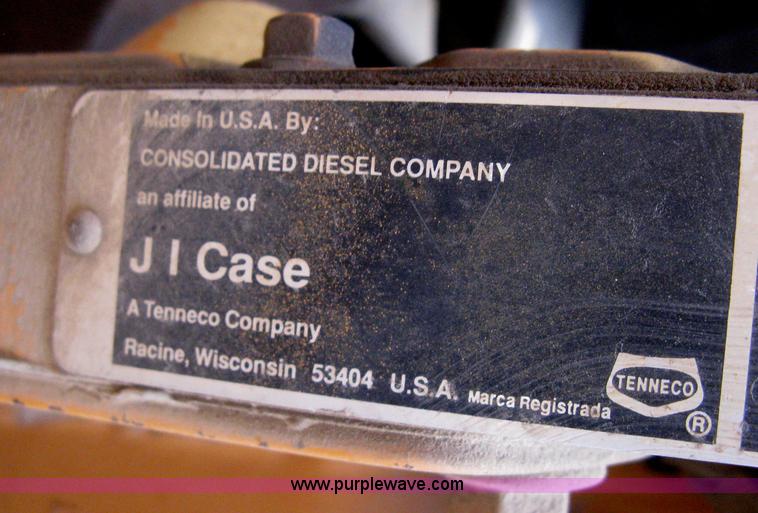 Made In U.S.A. By:
CONSOLIDATED DIESEL COMPANY
an affiliate of
J I Case
A Tenneco Company
Racine, Wisconsin 53404 U.S.A. Marca Registrada
TENNECO
®
www.purplewave.com